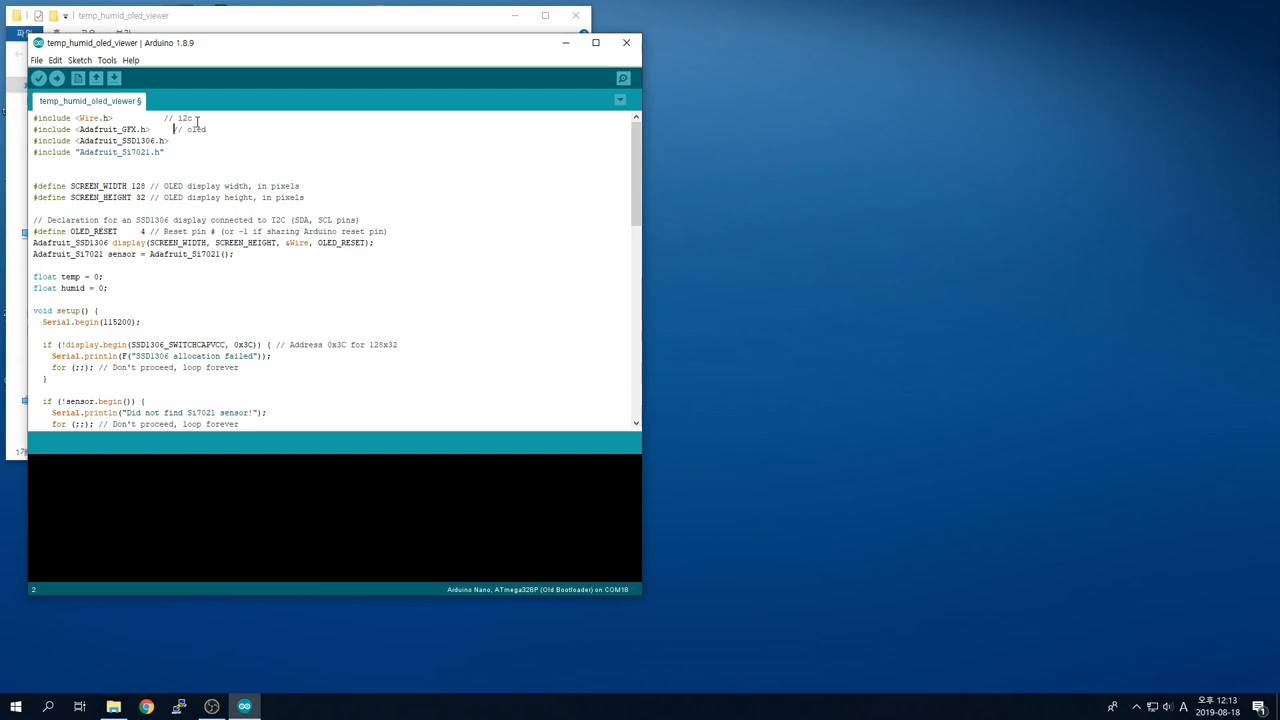 temp_humid_oled_viewer
파일
temp_humid_oled_viewer | Arduino 1.8.9
File Edit Sketch Tools Help
temp_humid_oled_viewer §
#include <Wire.h> // i2c
#include <Adafruit_GFX.h> // oled
#include <Adafruit_SSD1306.h>
#include "Adafruit_Si7021.h"
#define SCREEN_WIDTH 128 // OLED display width, in pixels
#define SCREEN_HEIGHT 32 // OLED display height, in pixels
// Declaration for an SSD1306 display connected to I2C (SDA, SCL pins)
#define OLED_RESET 4 // Reset pin # (or -1 if sharing Arduino reset pin)
Adafruit_SSD1306 display(SCREEN_WIDTH, SCREEN_HEIGHT, &Wire, OLED_RESET);
Adafruit_Si7021 sensor = Adafruit_Si7021();
float temp = 0;
float humid = 0;
void setup() {
Serial.begin(115200);
if (!display.begin(SSD1306_SWITCHCAPVCC, 0x3C)) { // Address 0x3C for 128x32
Serial.println(F("SSD1306 allocation failed"));
for (;;); // Don't proceed, loop forever
}
if (!sensor.begin()) {
Serial.println("Did not find Si7021 sensor!");
for (;;); // Don't proceed, loop forever
2 Arduino Nano, ATmega328P (Old Bootloader) on COM18
A 오후 12:13
2019-08-18